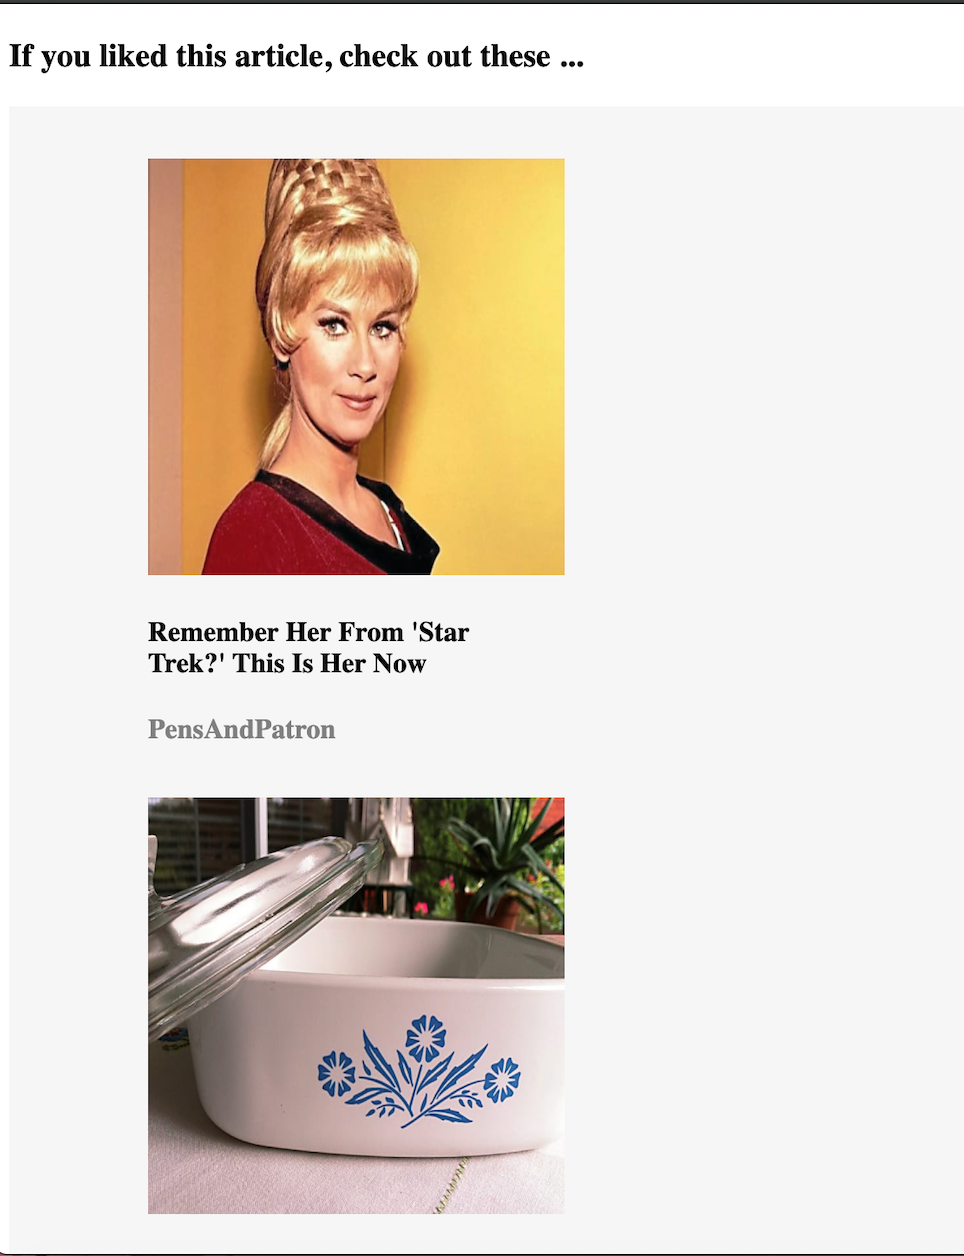 If you liked this article, check out these ...
Remember Her From 'Star
Trek?' This Is Her Now
PensAndPatron